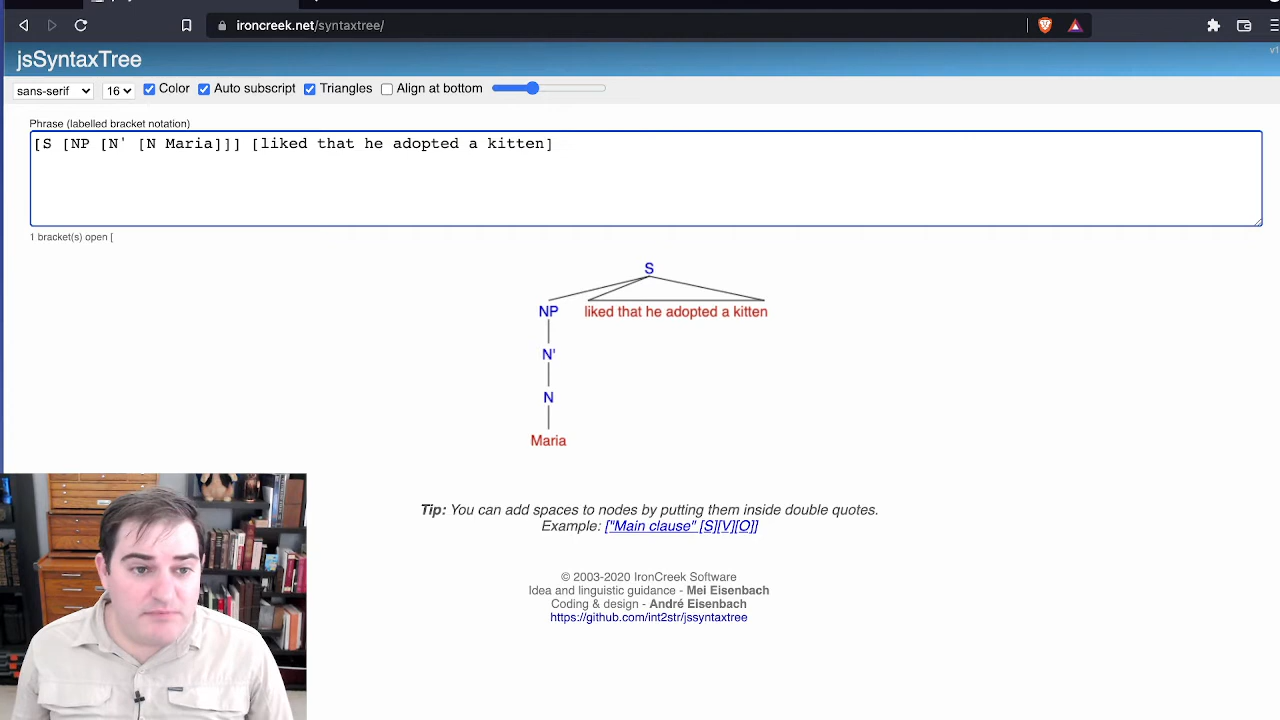 ironcreek.net/syntaxtree/
jsSyntaxTree
v1
sans-serif 16 Color Auto subscript Triangles Align at bottom
Phrase (labelled bracket notation)
[S [NP [N' [N Maria]]] [liked that he adopted a kitten]
1 bracket(s) open [
S
NP liked that he adopted a kitten
N'
N
Maria
Tip: You can add spaces to nodes by putting them inside double quotes.
Example: ["Main clause" [S][V][O]]
© 2003-2020 IronCreek Software
Idea and linguistic guidance - Mei Eisenbach
Coding & design - André Eisenbach
https://github.com/int2str/jssyntaxtree